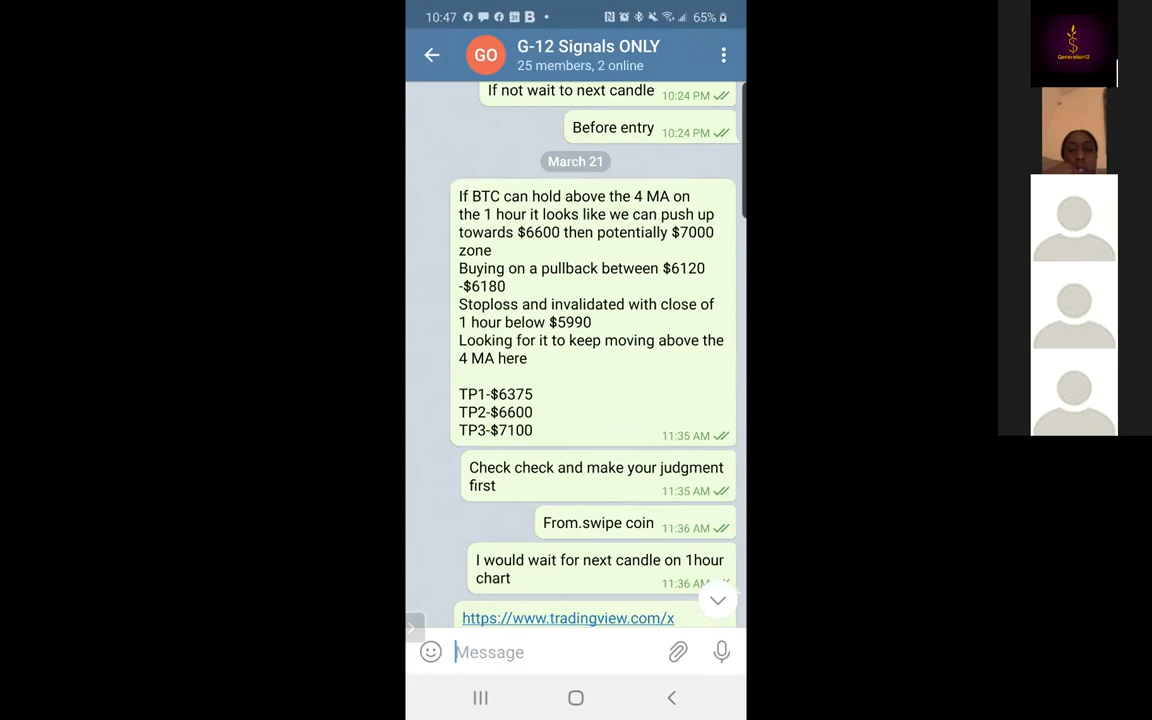 10:47
31
B
65%
GO
G-12 Signals ONLY
25 members, 2 online
If not wait to next candle
10:24 PM
Before entry
10:24 PM
March 21
If BTC can hold above the 4 MA on
the 1 hour it looks like we can push up
towards $6600 then potentially $7000
zone
Buying on a pullback between $6120
-$6180
Stoploss and invalidated with close of
1 hour below $5990
Looking for it to keep moving above the
4 MA here
TP1-$6375
TP2-$6600
TP3-$7100
11:35 AM
Check check and make your judgment
first
11:35 AM
From.swipe coin
11:36 AM
I would wait for next candle on 1hour
chart
11:36 AM
https://www.tradingview.com/x
Message
Generation12